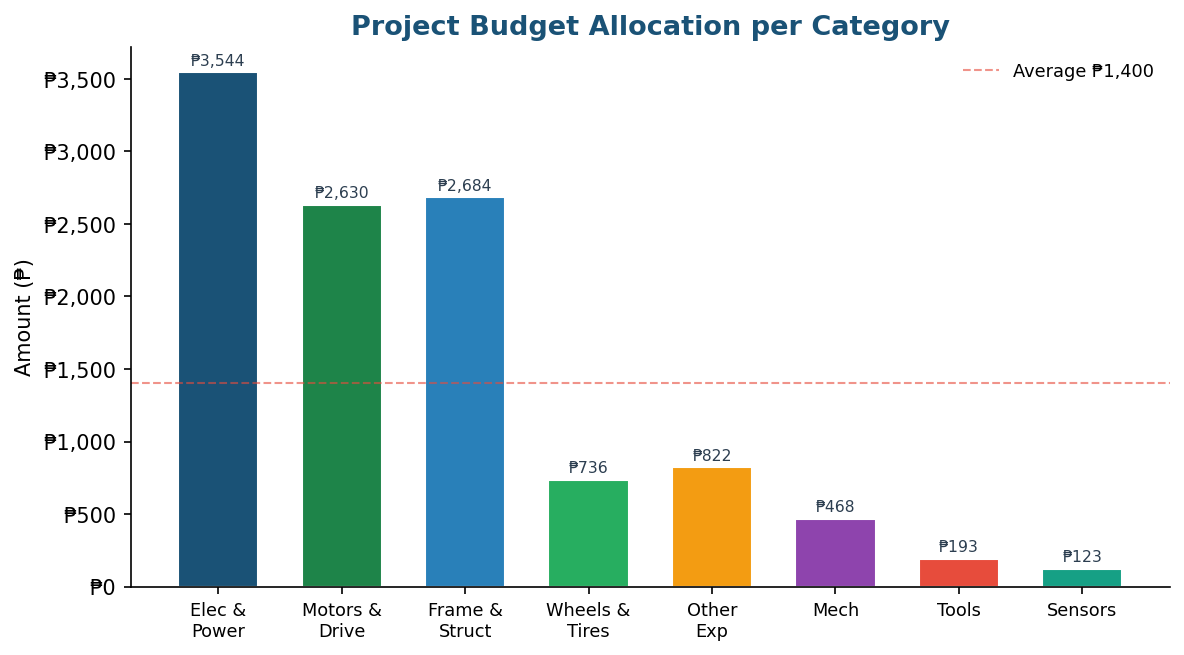 Project Budget Allocation per Category
Average ₱1,400
Amount (₱)
₱3,500
₱3,000
₱2,500
₱2,000
₱1,500
₱1,000
₱500
₱0
₱3,544
₱2,630
₱2,684
₱736
₱822
₱468
₱193
₱123
Elec &
Power
Motors &
Drive
Frame &
Struct
Wheels &
Tires
Other
Exp
Mech
Tools
Sensors